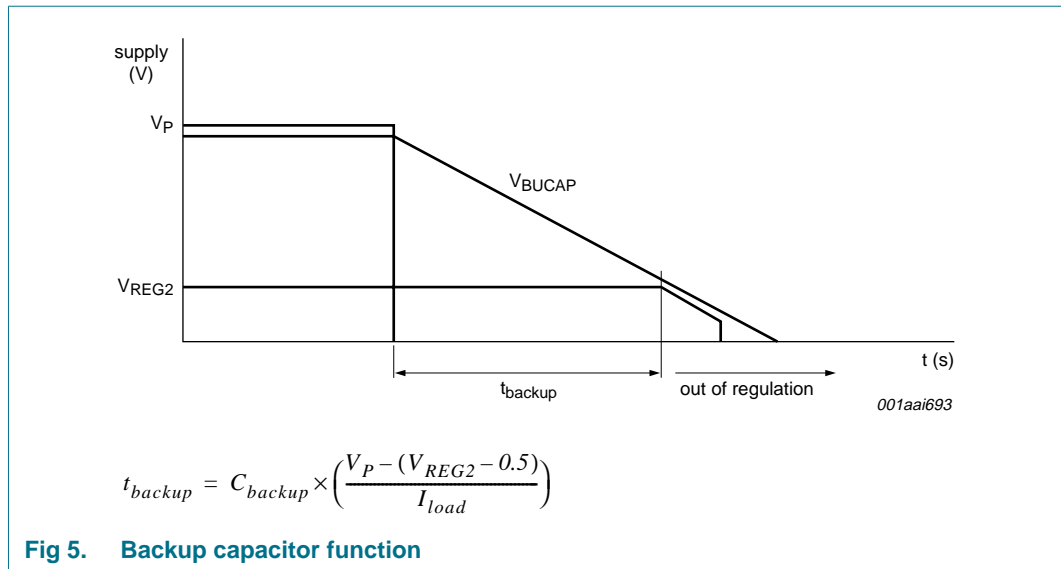 supply
(V)
VP
VBUCAP
VREG2
t (s)
tbackup
out of regulation
001aai693
tbackup = Cbackup × ( VP – (VREG2 – 0.5) / Iload )
Fig 5. Backup capacitor function